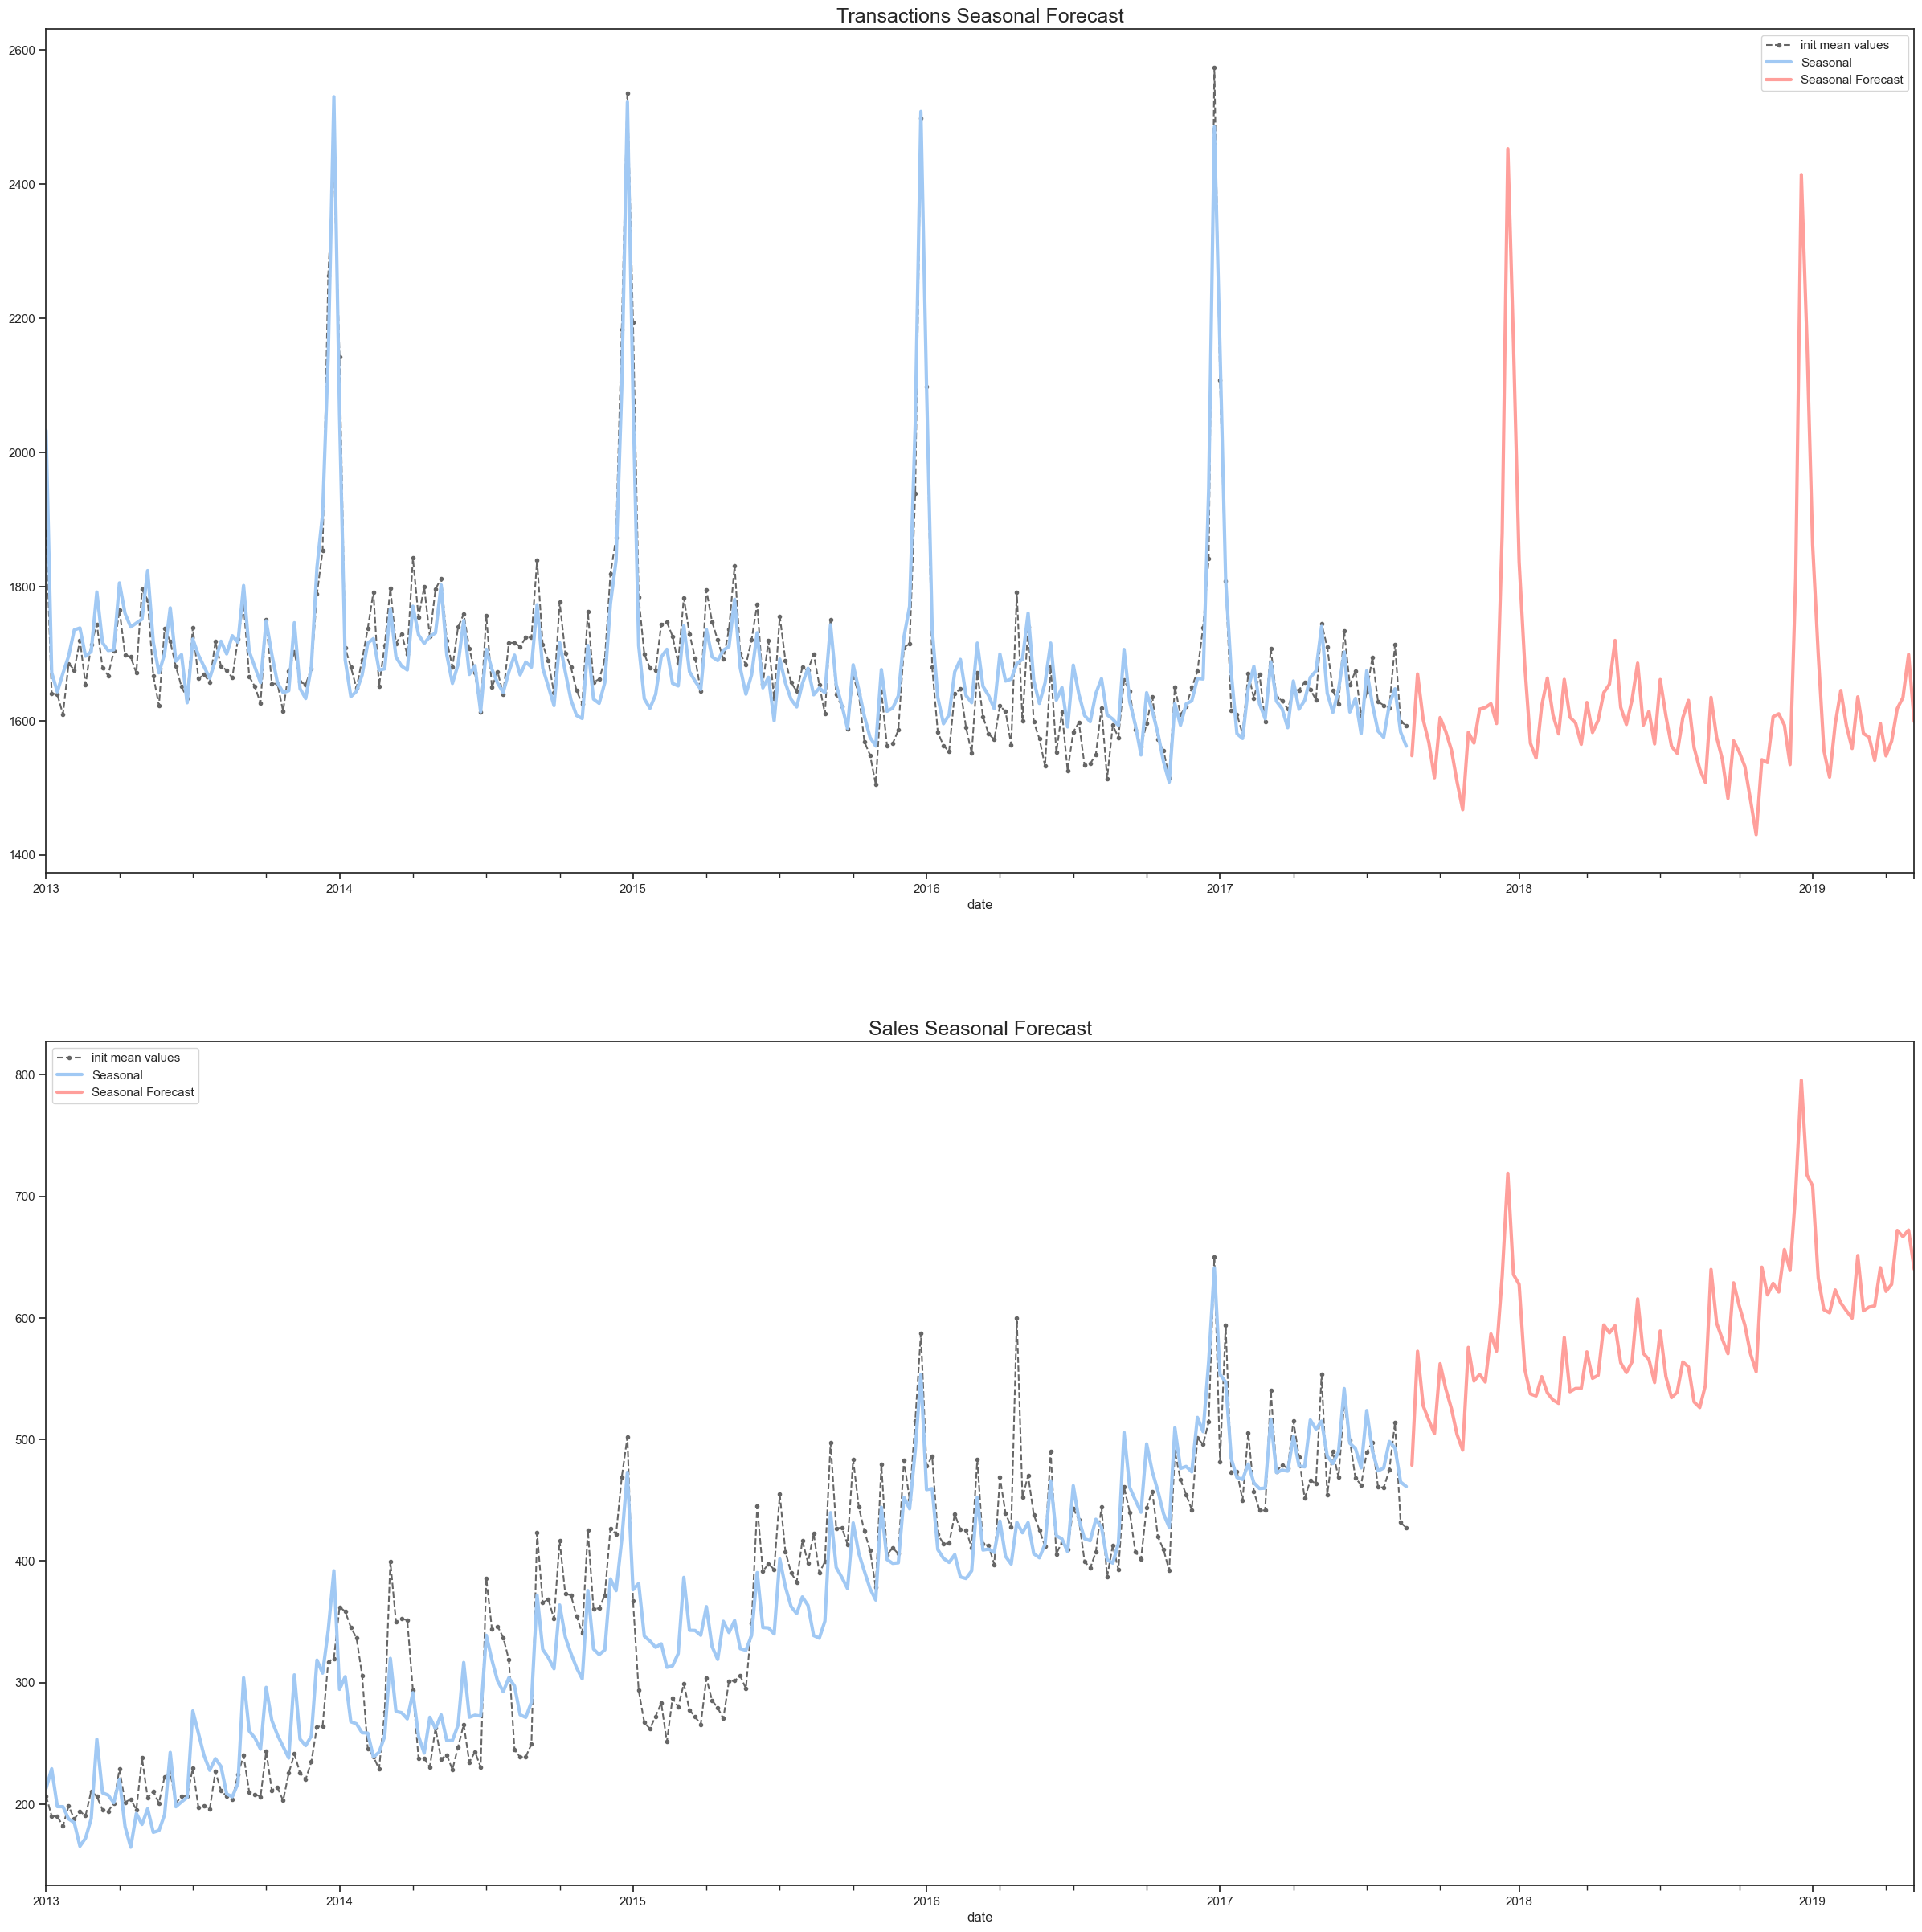 Transactions Seasonal Forecast
init mean values
Seasonal
Seasonal Forecast
2600
2400
2200
2000
1800
1600
1400
2013 2014 2015 2016 2017 2018 2019
date
Sales Seasonal Forecast
init mean values
Seasonal
Seasonal Forecast
800
700
600
500
400
300
200
2013 2014 2015 2016 2017 2018 2019
date